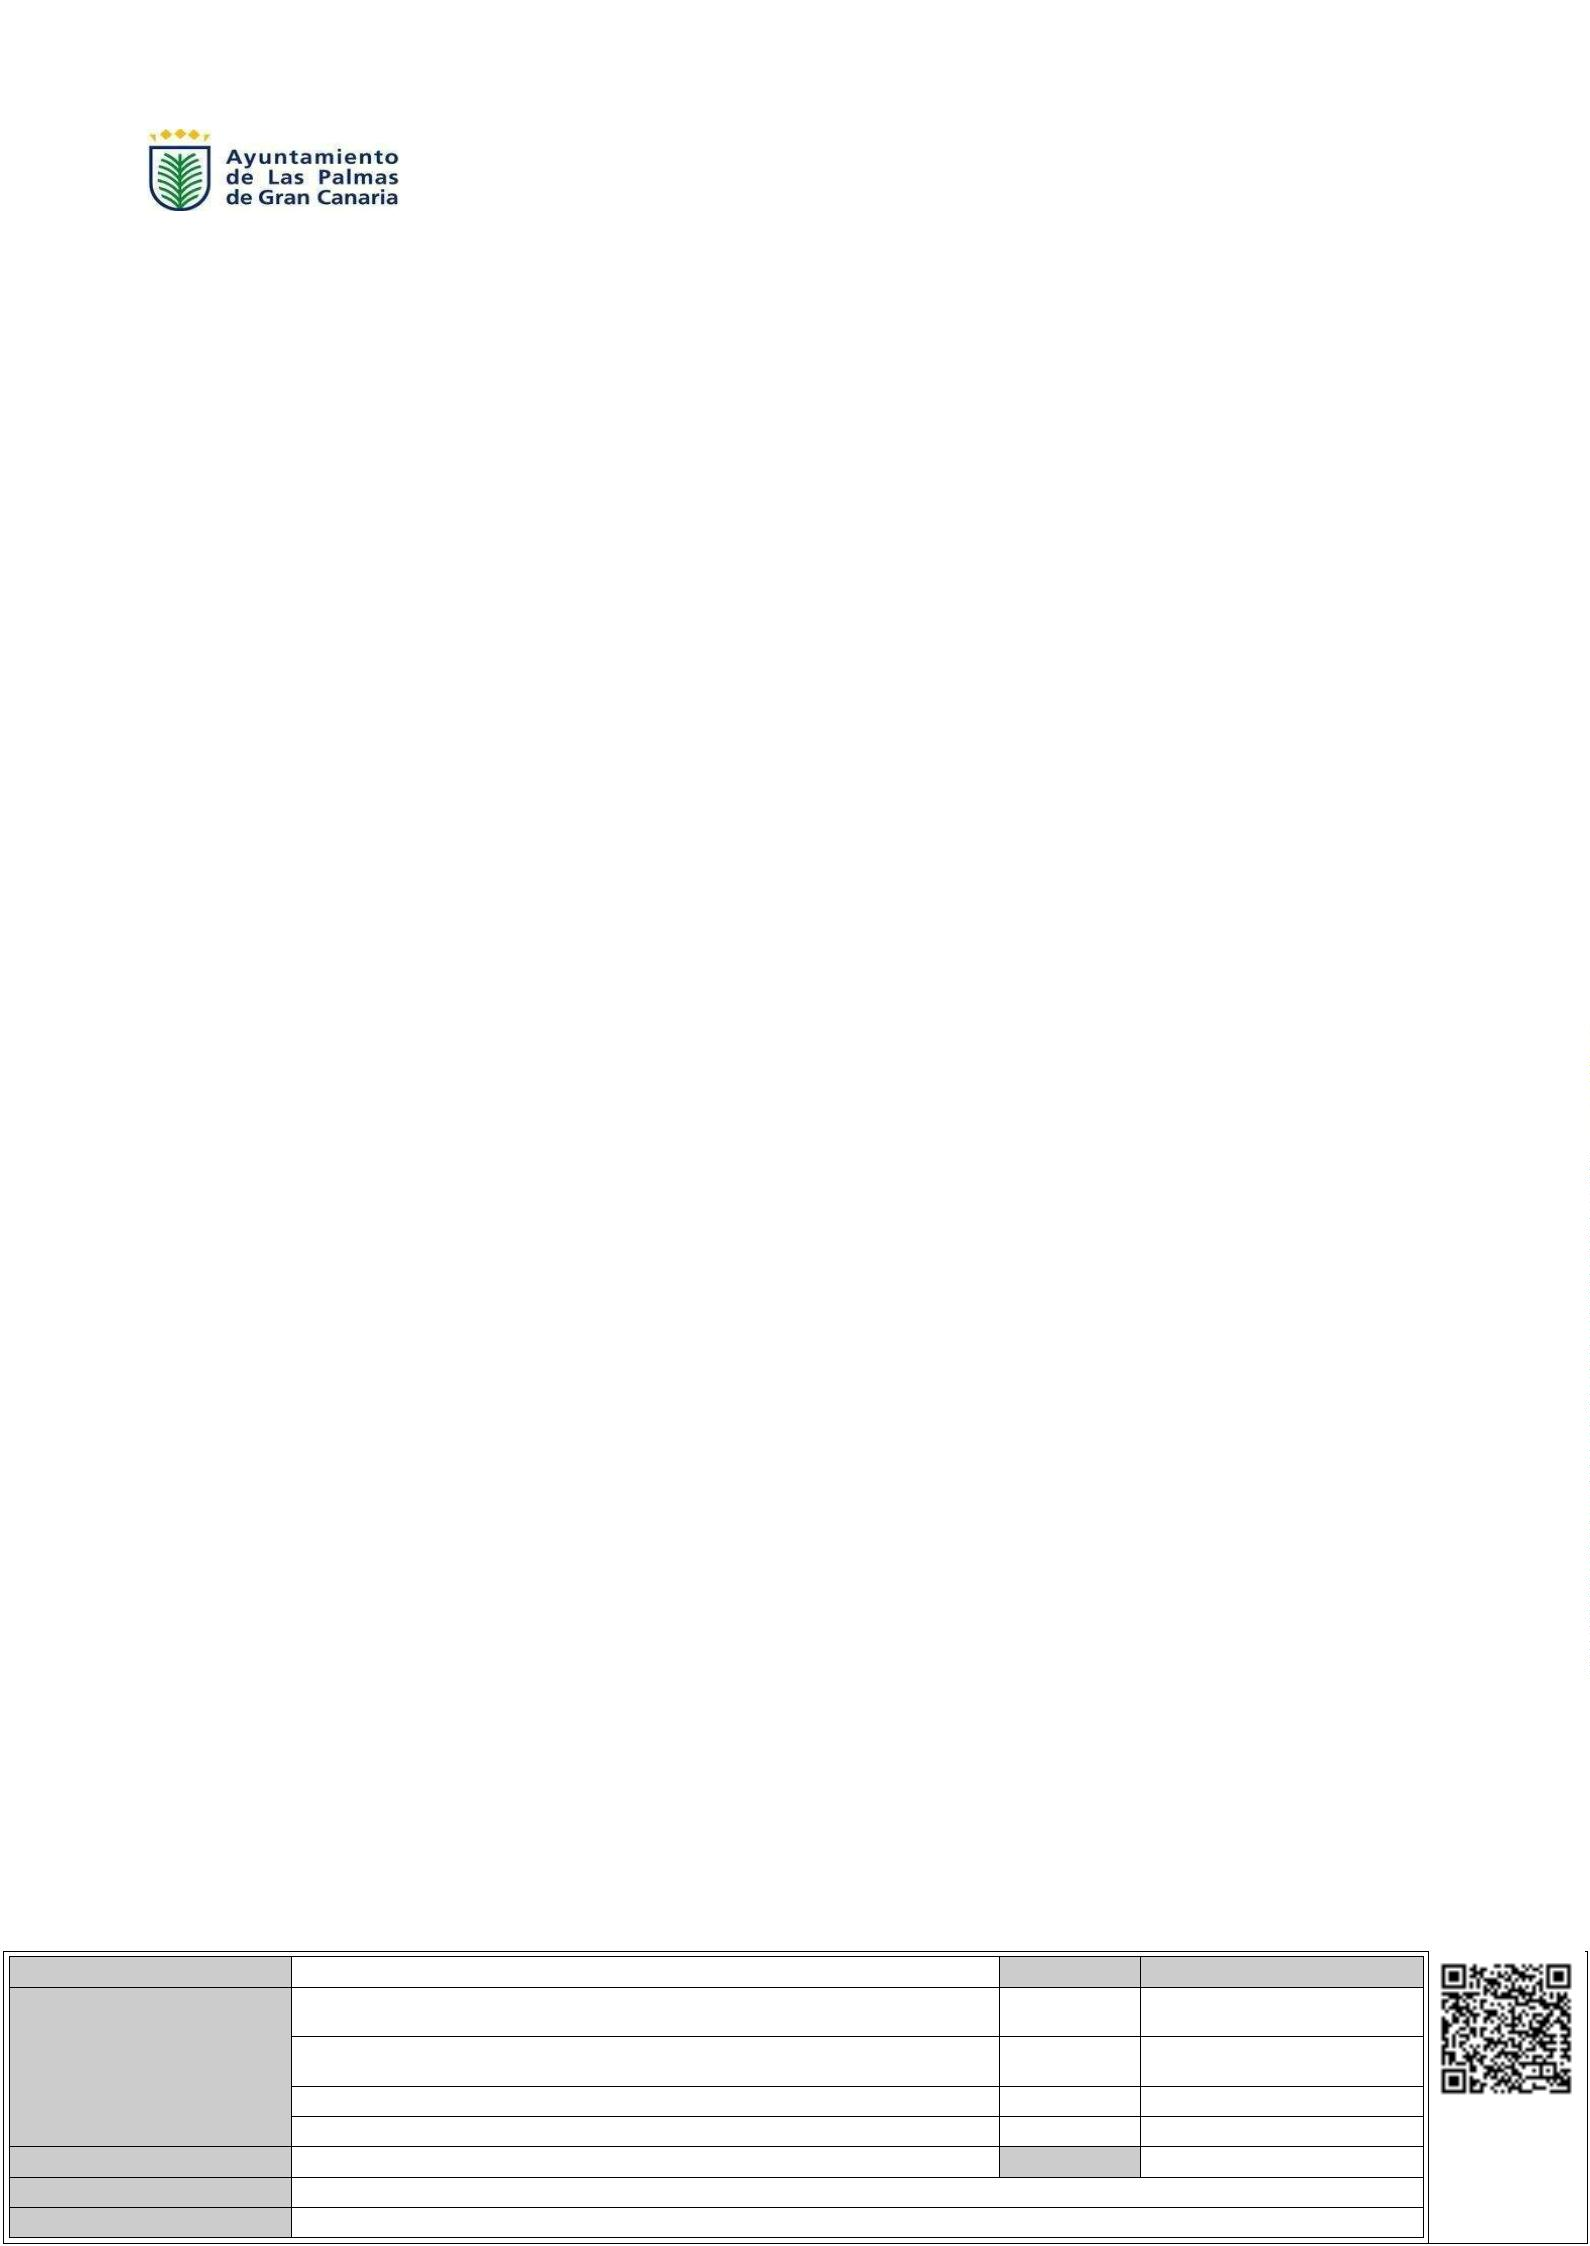 Ayuntamiento
de Las Palmas
de Gran Canaria